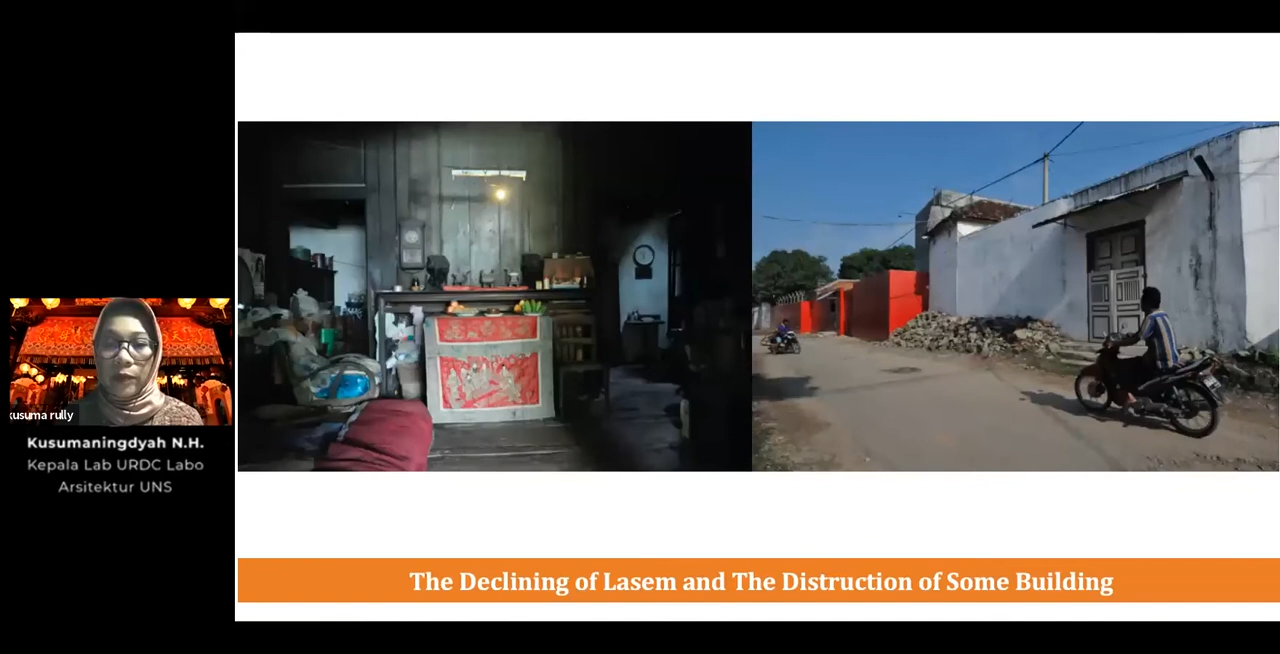 kusuma rully
Kusumaningdyah N.H.
Kepala Lab URDC Labo
Arsitektur UNS
The Declining of Lasem and The Distruction of Some Building